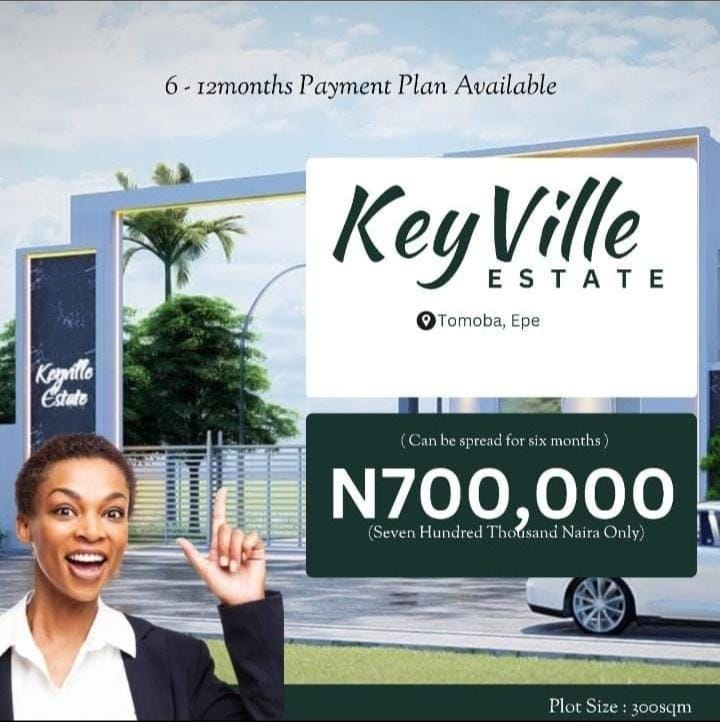 6 - 12months Payment Plan Available
KeyVille
ESTATE
Tomoba, Epe
Keyville
Estate
( Can be spread for six months )
N700,000
(Seven Hundred Thousand Naira Only)
Plot Size : 300sqm